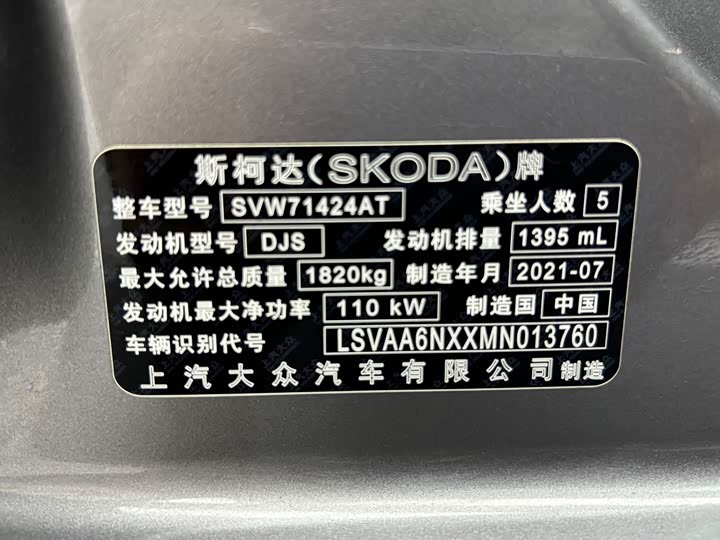 斯柯达(SKODA)牌
整车型号 SVW71424AT 乘坐人数 5
发动机型号 DJS 发动机排量 1395 mL
最大允许总质量 1820kg 制造年月 2021-07
发动机最大净功率 110 kW 制造国 中国
车辆识别代号 LSVAA6NXXMN013760
上汽大众汽车有限公司制造